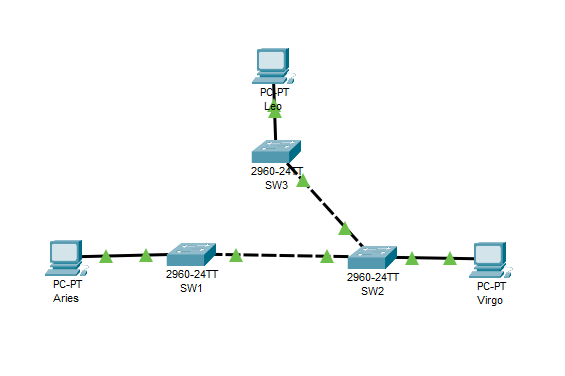 PC-PT
Leo
2960-24TT
SW3
PC-PT
Aries
2960-24TT
SW1
2960-24TT
SW2
PC-PT
Virgo